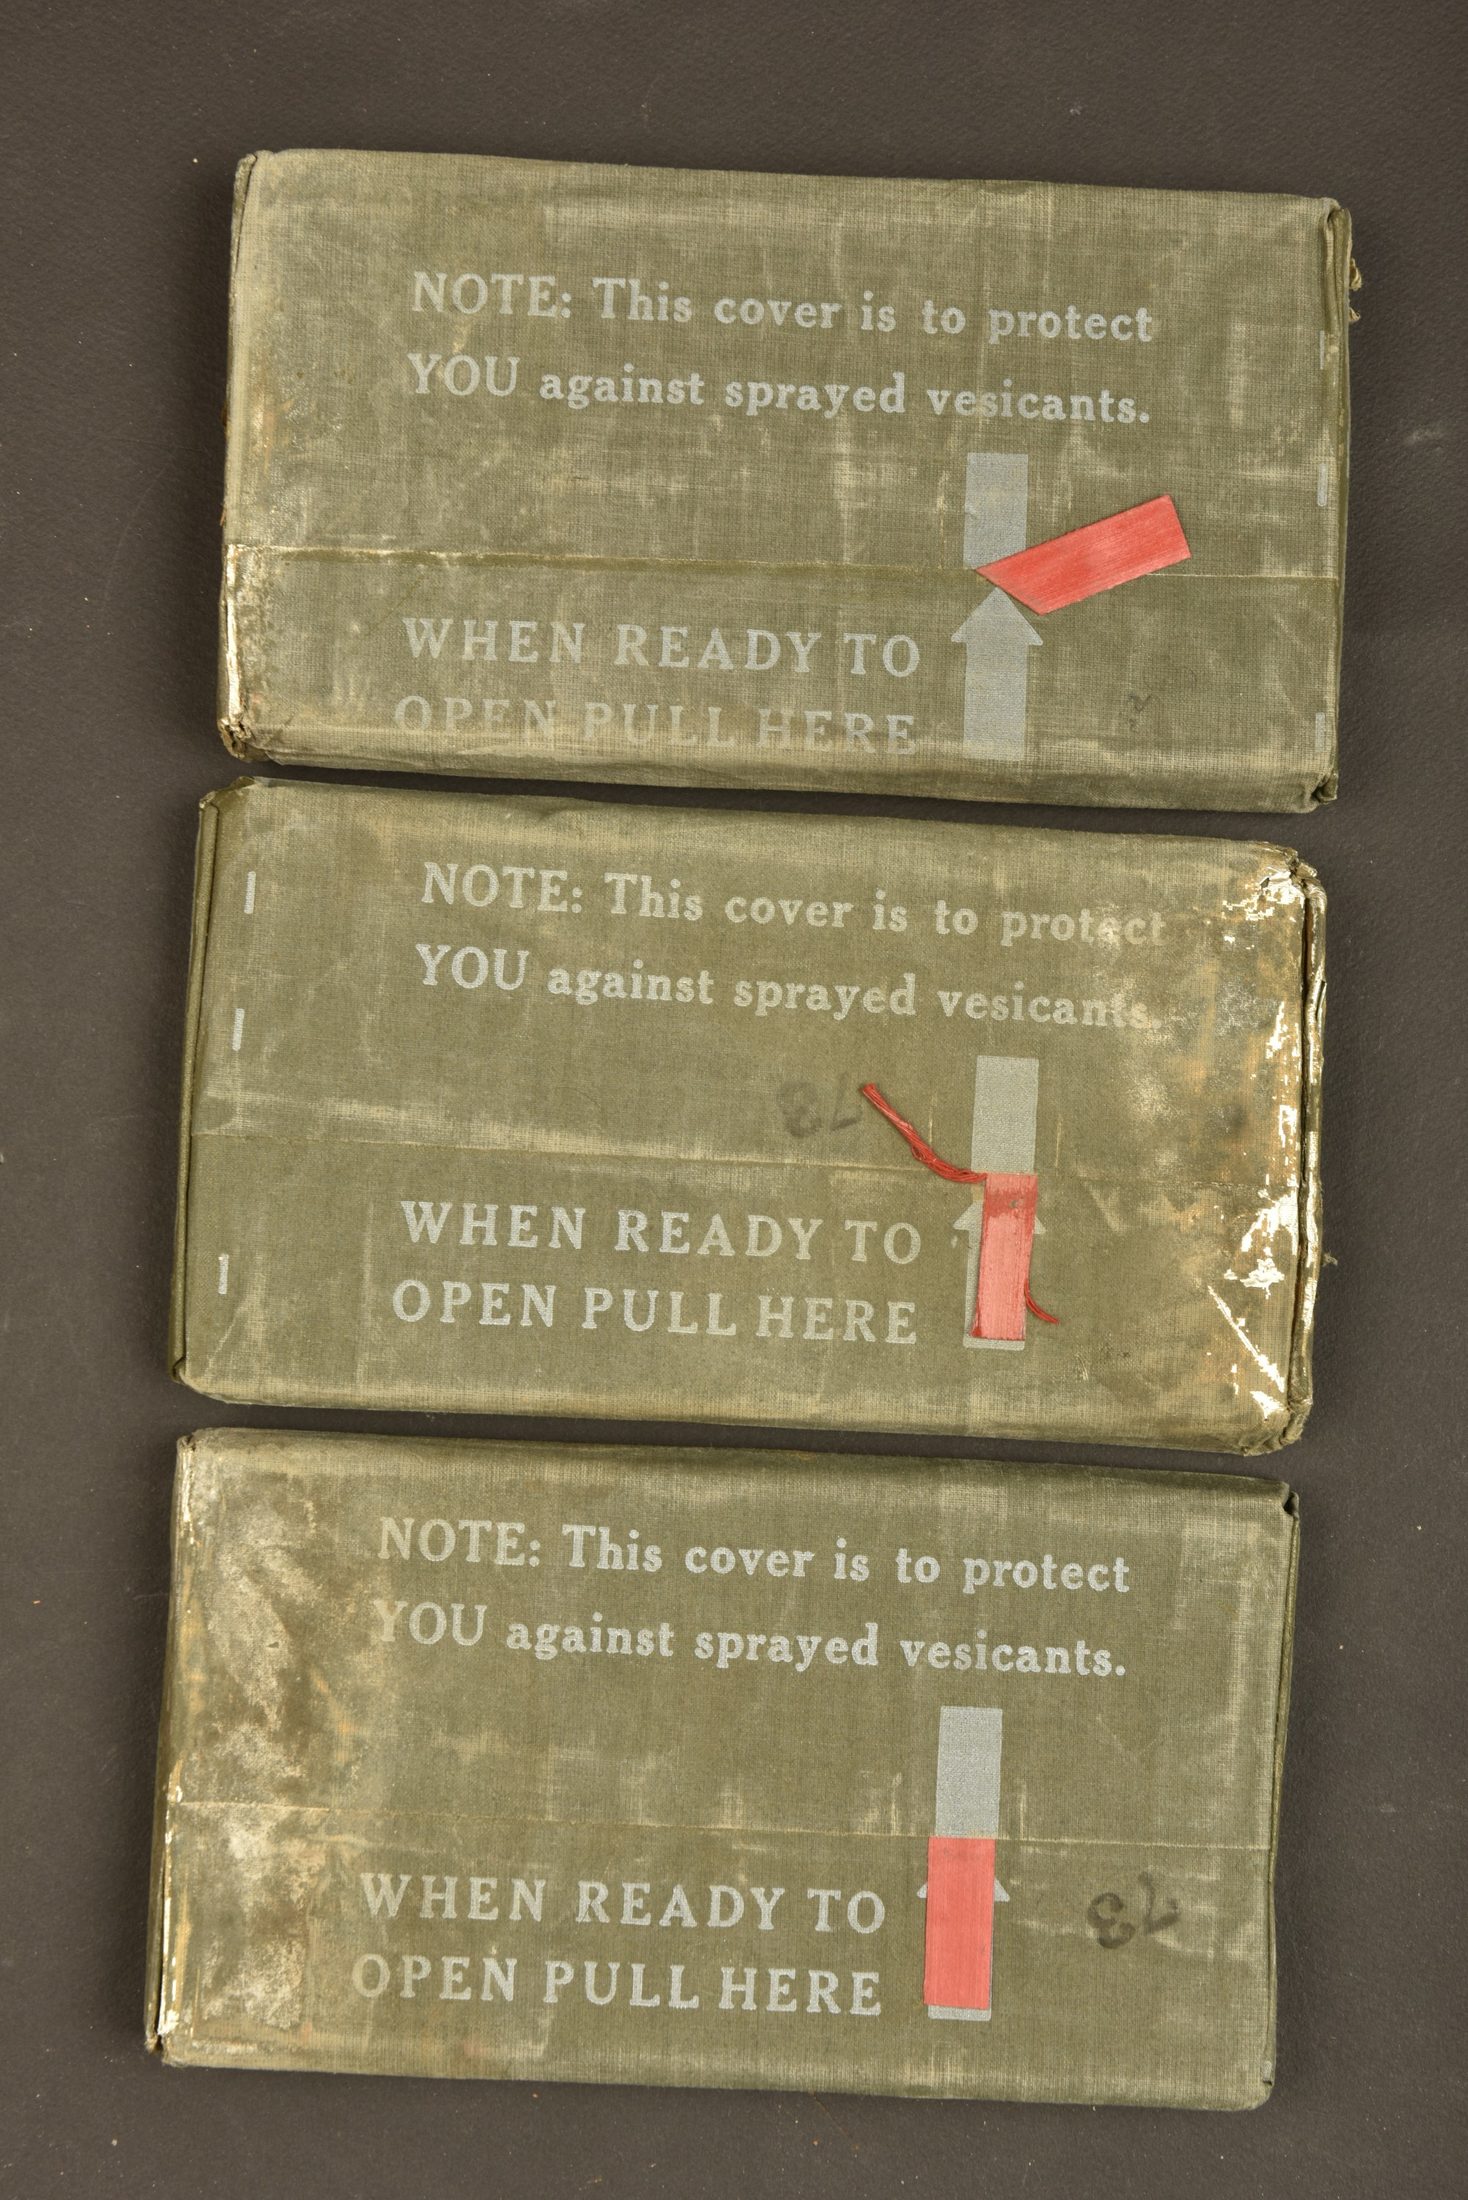 NOTE: This cover is to protect
YOU against sprayed vesicants.
WHEN READY TO
OPEN PULL HERE
NOTE: This cover is to protect
YOU against sprayed vesicants.
73
WHEN READY TO
OPEN PULL HERE
NOTE: This cover is to protect
YOU against sprayed vesicants.
73
WHEN READY TO
OPEN PULL HERE